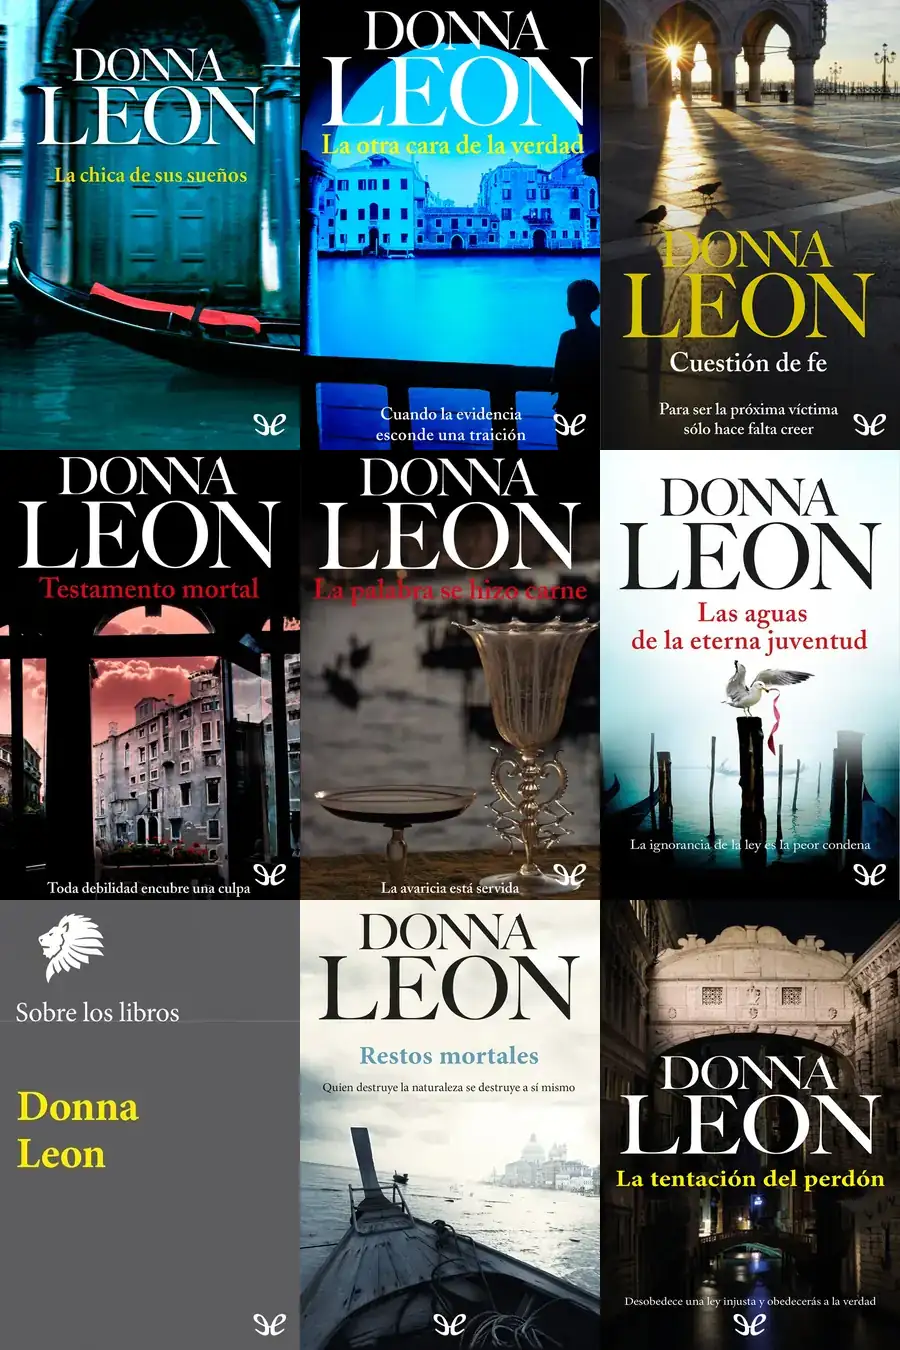 DONNA
LEON
La chica de sus sueños
DONNA
LEON
La otra cara de la verdad
Cuando la evidencia
esconde una traición
DONNA
LEON
Cuestión de fe
Para ser la próxima víctima
sólo hace falta creer
DONNA
LEON
Testamento mortal
Toda debilidad encubre una culpa
DONNA
LEON
La palabra se hizo carne
La avaricia está servida
DONNA
LEON
Las aguas
de la eterna juventud
La ignorancia de la ley es la peor condena
Sobre los libros
Donna
Leon
DONNA
LEON
Restos mortales
Quien destruye la naturaleza se destruye a sí mismo
DONNA
LEON
La tentación del perdón
Desobedece una ley injusta y obedecerás a la verdad